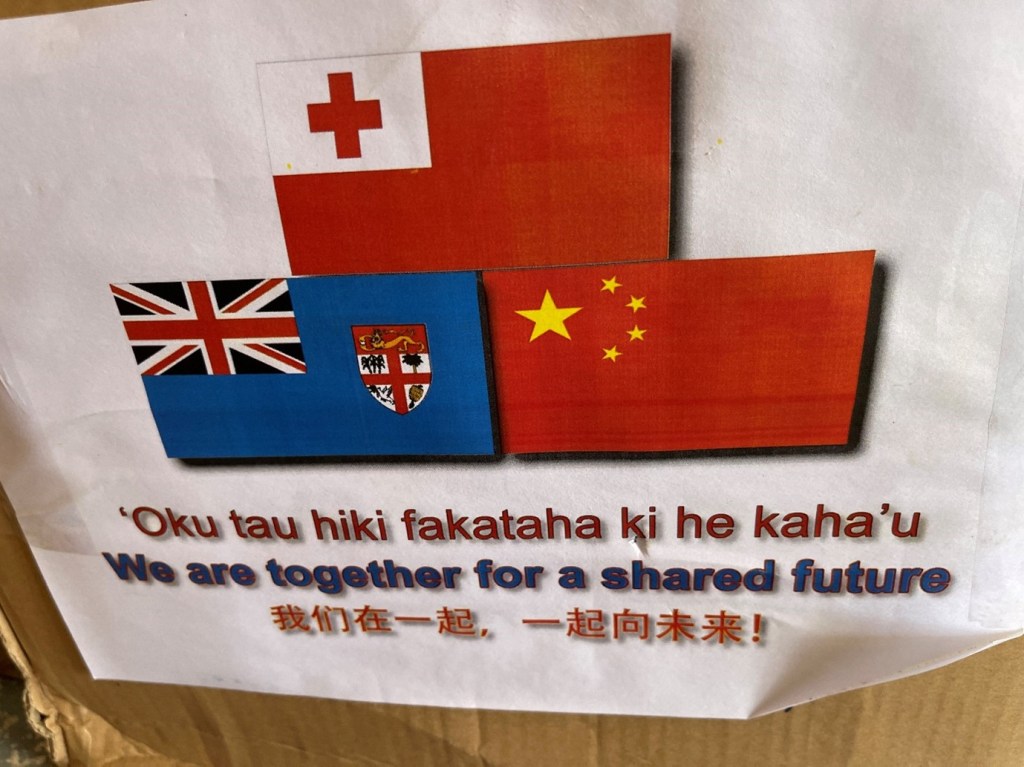 ‘Oku tau hiki fakataha ki he kaha’u
We are together for a shared future
我们在一起，一起向未来！